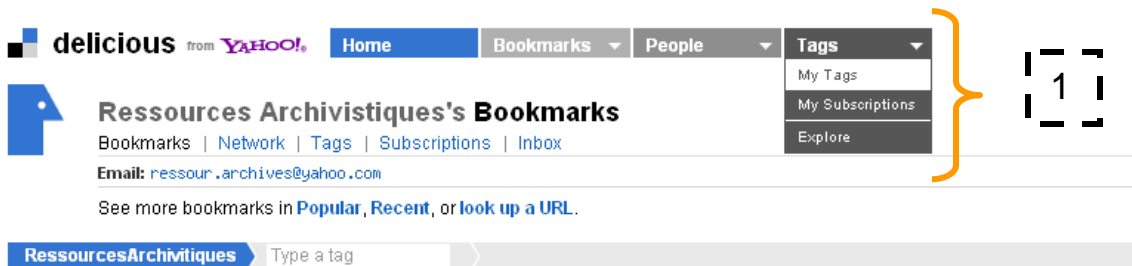 delicious from YAHOO!. Home Bookmarks People Tags
My Tags
My Subscriptions
Explore
1
Ressources Archivistiques's Bookmarks
Bookmarks | Network | Tags | Subscriptions | Inbox
Email: ressour.archives@yahoo.com
See more bookmarks in Popular, Recent, or look up a URL.
RessourcesArchivitiques Type a tag